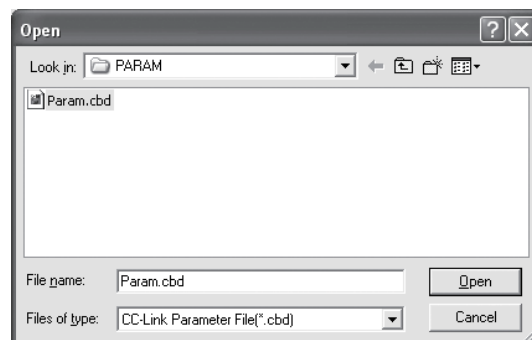 Open
Look in: PARAM
Param.cbd
File name: Param.cbd Open
Files of type: CC-Link Parameter File(*.cbd) Cancel